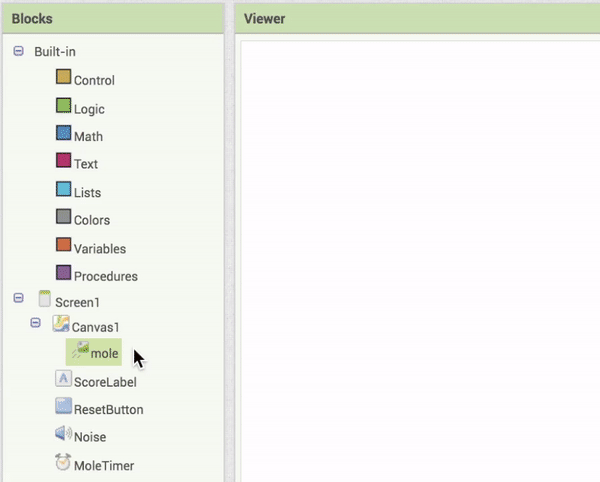 Blocks
Viewer
Built-in
Control
Logic
Math
Text
Lists
Colors
Variables
Procedures
Screen1
Canvas1
mole
ScoreLabel
A
ResetButton
Noise
MoleTimer